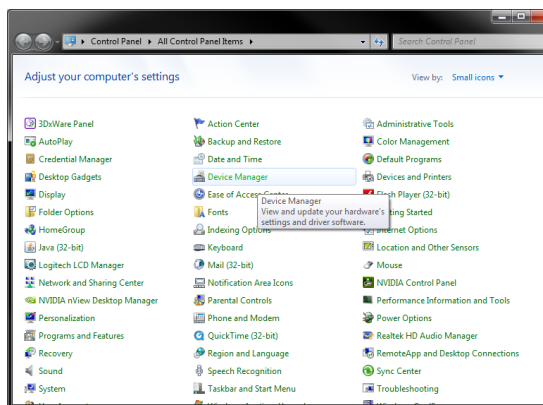 Control Panel All Control Panel Items Search Control Panel
Adjust your computer's settings View by: Small icons
3DxWare Panel Action Center Administrative Tools
AutoPlay Backup and Restore Color Management
Credential Manager Date and Time Default Programs
Desktop Gadgets Device Manager Devices and Printers
Display Ease of Access Player (32-bit)
Folder Options Fonts Started
HomeGroup Indexing Options Internet Options
Device Manager
View and update your hardware's
settings and driver software.
Java (32-bit) Keyboard Location and Other Sensors
Logitech LCD Manager Mail (32-bit) Mouse
Network and Sharing Center Notification Area Icons NVIDIA Control Panel
NVIDIA nView Desktop Manager Parental Controls Performance Information and Tools
Personalization Phone and Modem Power Options
Programs and Features QuickTime (32-bit) Realtek HD Audio Manager
Recovery Region and Language RemoteApp and Desktop Connections
Sound Speech Recognition Sync Center
System Taskbar and Start Menu Troubleshooting